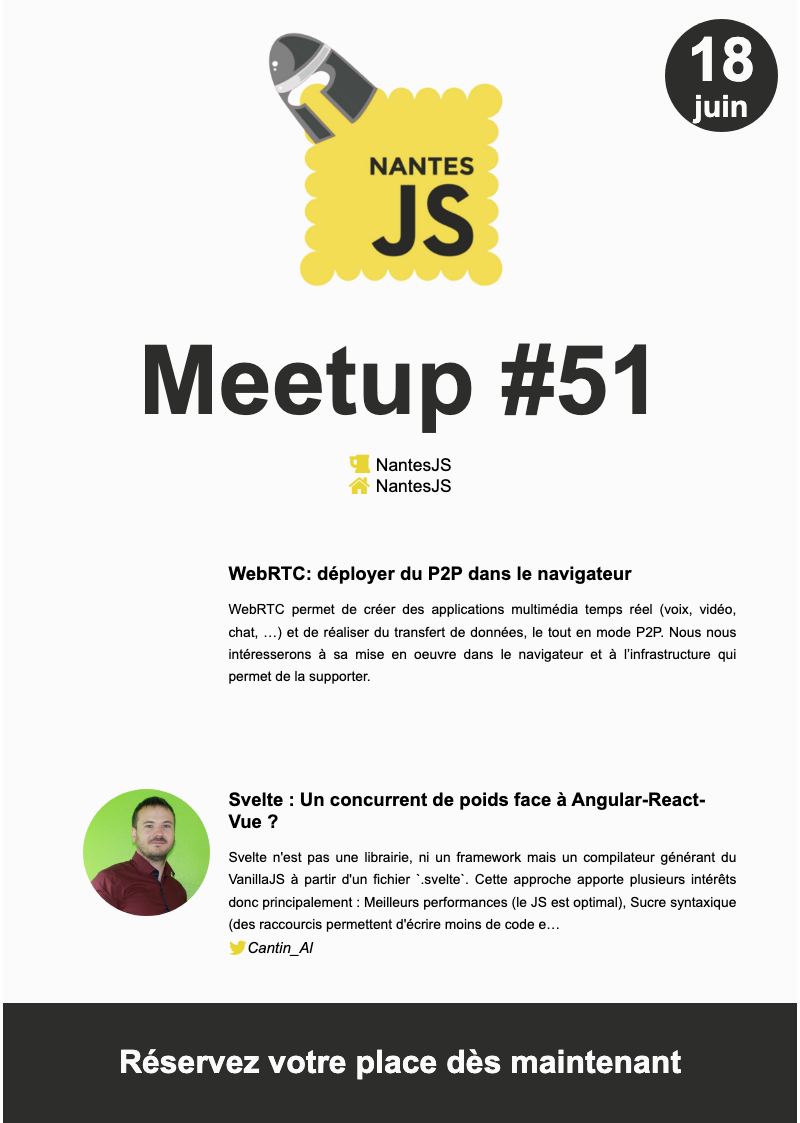 18
juin
NANTES
JS
Meetup #51
NantesJS
NantesJS
WebRTC: déployer du P2P dans le navigateur
WebRTC permet de créer des applications multimédia temps réel (voix, vidéo,
chat, …) et de réaliser du transfert de données, le tout en mode P2P. Nous nous
intéresserons à sa mise en oeuvre dans le navigateur et à l’infrastructure qui
permet de la supporter.
Svelte : Un concurrent de poids face à Angular-React-
Vue ?
Svelte n'est pas une librairie, ni un framework mais un compilateur générant du
VanillaJS à partir d'un fichier `.svelte`. Cette approche apporte plusieurs intérêts
donc principalement : Meilleurs performances (le JS est optimal), Sucre syntaxique
(des raccourcis permettent d'écrire moins de code e…
Cantin_Al
Réservez votre place dès maintenant